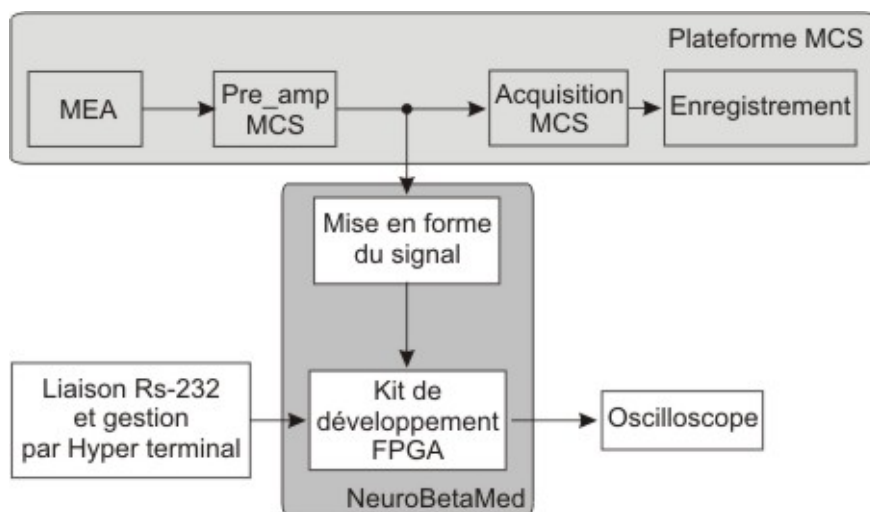 Plateforme MCS
MEA
Pre_amp
MCS
Acquisition
MCS
Enregistrement
Mise en forme
du signal
Liaison Rs-232
et gestion
par Hyper terminal
Kit de
développement
FPGA
Oscilloscope
NeuroBetaMed